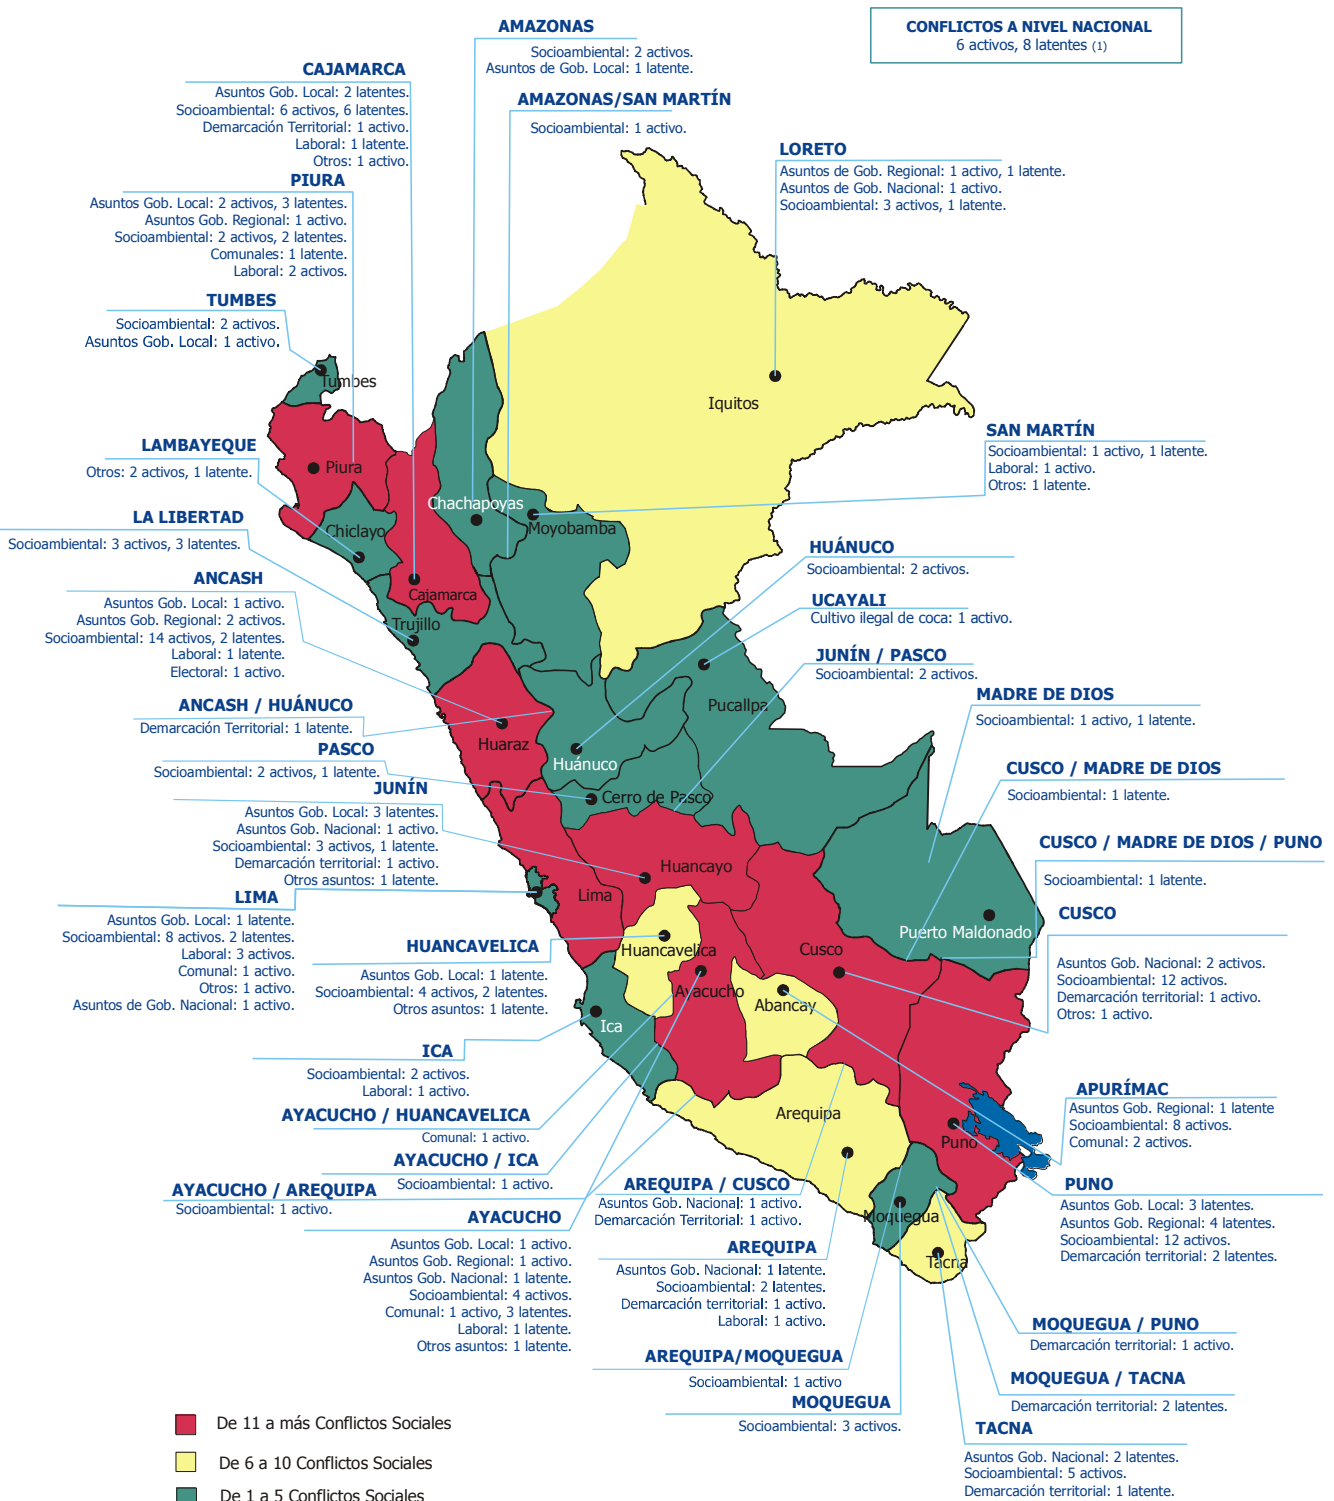 CONFLICTOS A NIVEL NACIONAL
6 activos, 8 latentes (1)
AMAZONAS
Socioambiental: 2 activos.
Asuntos de Gob. Local: 1 latente.
CAJAMARCA
Asuntos Gob. Local: 2 latentes.
Socioambiental: 6 activos, 6 latentes.
Demarcación Territorial: 1 activo.
Laboral: 1 latente.
Otros: 1 activo.
AMAZONAS/SAN MARTÍN
Socioambiental: 1 activo.
LORETO
Asuntos de Gob. Regional: 1 activo, 1 latente.
Asuntos de Gob. Nacional: 1 activo.
Socioambiental: 3 activos, 1 latente.
PIURA
Asuntos Gob. Local: 2 activos, 3 latentes.
Asuntos Gob. Regional: 1 activo.
Socioambiental: 2 activos, 2 latentes.
Comunales: 1 latente.
Laboral: 2 activos.
TUMBES
Socioambiental: 2 activos.
Asuntos Gob. Local: 1 activo.
Tumbes
Iquitos
LAMBAYEQUE
Otros: 2 activos, 1 latente.
Piura
SAN MARTÍN
Socioambiental: 1 activo, 1 latente.
Laboral: 1 activo.
Otros: 1 latente.
Chachapoyas
Moyobamba
Chiclayo
LA LIBERTAD
Socioambiental: 3 activos, 3 latentes.
HUÁNUCO
Socioambiental: 2 activos.
ANCASH
Asuntos Gob. Local: 1 activo.
Asuntos Gob. Regional: 2 activos.
Socioambiental: 14 activos, 2 latentes.
Laboral: 1 latente.
Electoral: 1 activo.
Cajamarca
Trujillo
UCAYALI
Cultivo ilegal de coca: 1 activo.
JUNÍN / PASCO
Socioambiental: 2 activos.
Pucallpa
MADRE DE DIOS
Socioambiental: 1 activo, 1 latente.
ANCASH / HUÁNUCO
Demarcación Territorial: 1 latente.
Huaraz
Huánuco
PASCO
Socioambiental: 2 activos, 1 latente.
CUSCO / MADRE DE DIOS
Socioambiental: 1 latente.
Cerro de Pasco
JUNÍN
Asuntos Gob. Local: 3 latentes.
Asuntos Gob. Nacional: 1 activo.
Socioambiental: 3 activos, 1 latente.
Demarcación territorial: 1 activo.
Otros asuntos: 1 latente.
CUSCO / MADRE DE DIOS / PUNO
Socioambiental: 1 latente.
Huancayo
Lima
LIMA
Asuntos Gob. Local: 1 latente.
Socioambiental: 8 activos. 2 latentes.
Laboral: 3 activos.
Comunal: 1 activo.
Otros: 1 activo.
Asuntos de Gob. Nacional: 1 activo.
CUSCO
Asuntos Gob. Nacional: 2 activos.
Socioambiental: 12 activos.
Demarcación territorial: 1 activo.
Otros: 1 activo.
Puerto Maldonado
HUANCAVELICA
Asuntos Gob. Local: 1 latente.
Socioambiental: 4 activos, 2 latentes.
Otros asuntos: 1 latente.
Huancavelica
Cusco
Ayacucho
Abancay
Ica
ICA
Socioambiental: 2 activos.
Laboral: 1 activo.
APURÍMAC
Asuntos Gob. Regional: 1 latente
Socioambiental: 8 activos.
Comunal: 2 activos.
AYACUCHO / HUANCAVELICA
Comunal: 1 activo.
Arequipa
Puno
AYACUCHO / ICA
Socioambiental: 1 activo.
AYACUCHO / AREQUIPA
Socioambiental: 1 activo.
AREQUIPA / CUSCO
Asuntos Gob. Nacional: 1 activo.
Demarcación Territorial: 1 activo.
PUNO
Asuntos Gob. Local: 3 latentes.
Asuntos Gob. Regional: 4 latentes.
Socioambiental: 12 activos.
Demarcación territorial: 2 latentes.
AYACUCHO
Asuntos Gob. Local: 1 activo.
Asuntos Gob. Regional: 1 activo.
Asuntos Gob. Nacional: 1 latente.
Socioambiental: 4 activos.
Comunal: 1 activo, 3 latentes.
Laboral: 1 latente.
Otros asuntos: 1 latente.
Moquegua
Tacna
AREQUIPA
Asuntos Gob. Nacional: 1 latente.
Socioambiental: 2 latentes.
Demarcación territorial: 1 activo.
Laboral: 1 activo.
MOQUEGUA / PUNO
Demarcación territorial: 1 activo.
AREQUIPA/MOQUEGUA
Socioambiental: 1 activo
MOQUEGUA / TACNA
Demarcación territorial: 2 latentes.
MOQUEGUA
Socioambiental: 3 activos.
TACNA
Asuntos Gob. Nacional: 2 latentes.
Socioambiental: 5 activos.
Demarcación territorial: 1 latente.
De 11 a más Conflictos Sociales
De 6 a 10 Conflictos Sociales
De 1 a 5 Conflictos Sociales